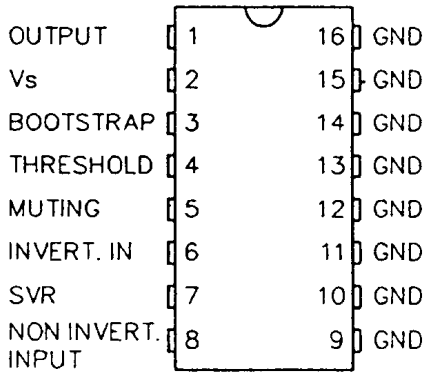 OUTPUT 1 16 GND
Vs 2 15 GND
BOOTSTRAP 3 14 GND
THRESHOLD 4 13 GND
MUTING 5 12 GND
INVERT. IN 6 11 GND
SVR 7 10 GND
NON INVERT. 8 9 GND
INPUT